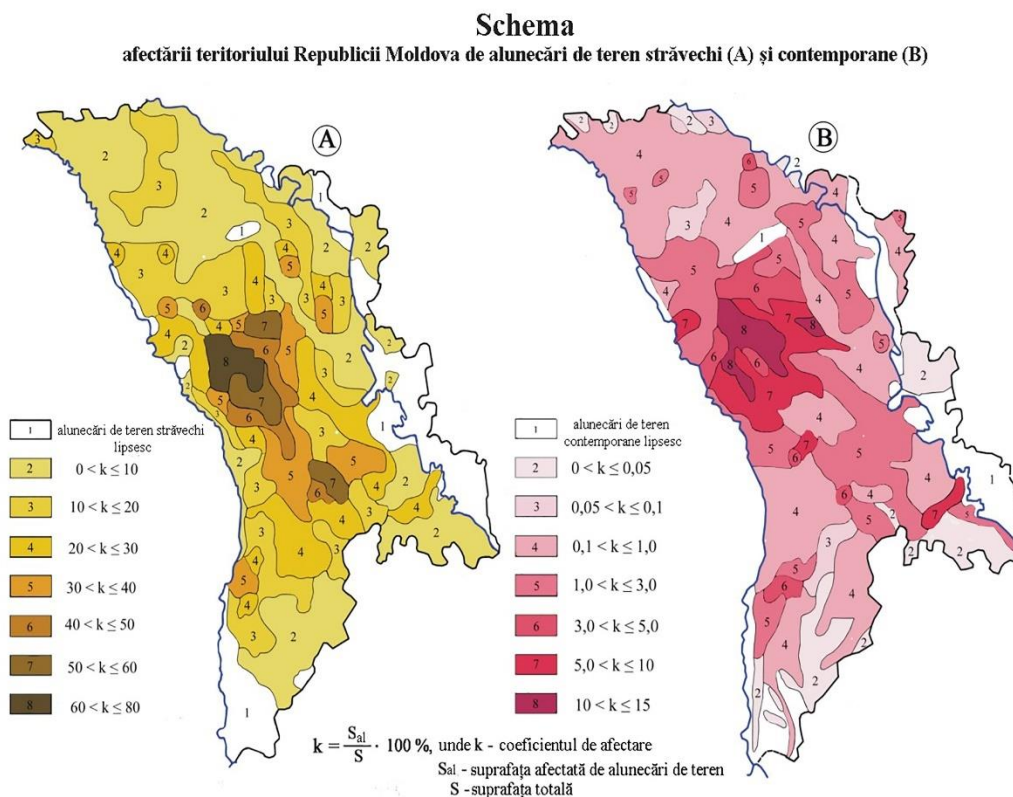 Schema
afectării teritoriului Republicii Moldova de alunecări de teren străvechi (A) și contemporane (B)
A
B
1 alunecări de teren străvechi
lipsesc
2 0 < k ≤ 10
3 10 < k ≤ 20
4 20 < k ≤ 30
5 30 < k ≤ 40
6 40 < k ≤ 50
7 50 < k ≤ 60
8 60 < k ≤ 80
1 alunecări de teren
contemporane lipsesc
2 0 < k ≤ 0,05
3 0,05 < k ≤ 0,1
4 0,1 < k ≤ 1,0
5 1,0 < k ≤ 3,0
6 3,0 < k ≤ 5,0
7 5,0 < k ≤ 10
8 10 < k ≤ 15
k = Sal/S · 100 %, unde k - coeficientul de afectare
Sal - suprafața afectată de alunecări de teren
S - suprafața totală